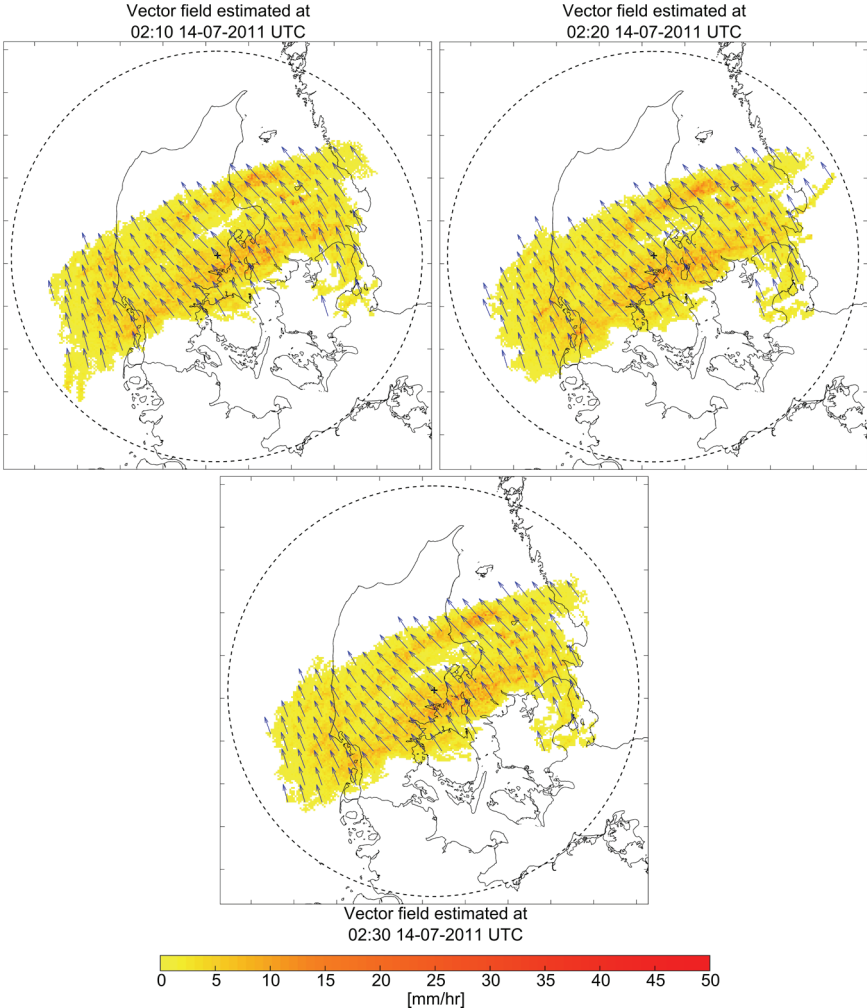 Vector field estimated at
02:10 14-07-2011 UTC
Vector field estimated at
02:20 14-07-2011 UTC
Vector field estimated at
02:30 14-07-2011 UTC
0 5 10 15 20 25 30 35 40 45 50
[mm/hr]